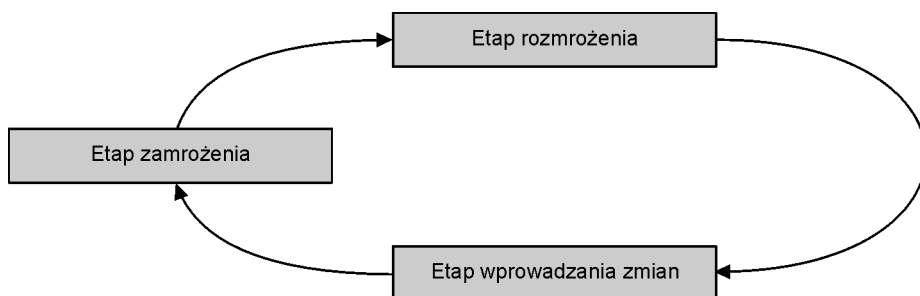 Etap rozmrożenia
Etap zamrożenia
Etap wprowadzania zmian